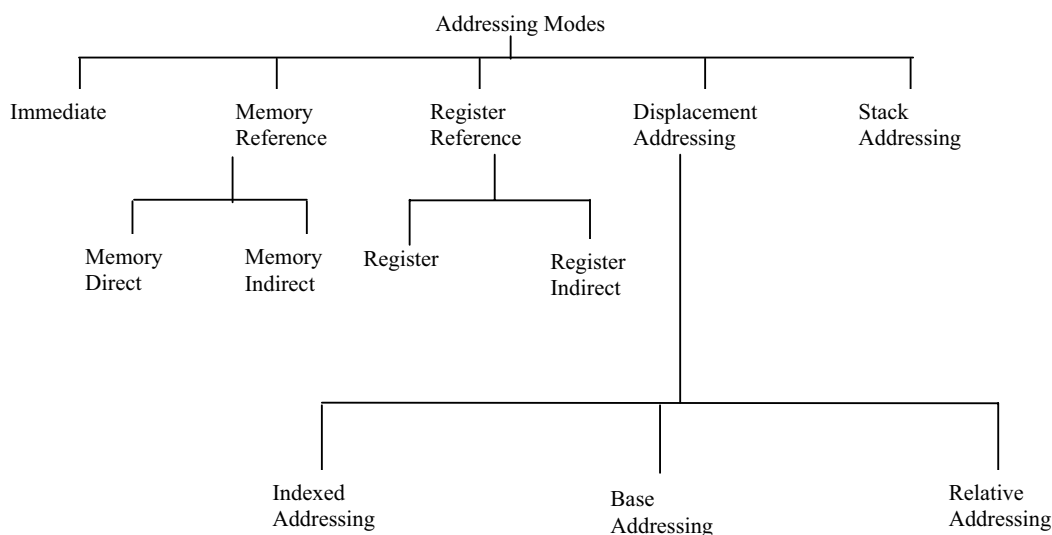 Addressing Modes
Immediate
Memory
Reference
Register
Reference
Displacement
Addressing
Stack
Addressing
Memory
Direct
Memory
Indirect
Register
Register
Indirect
Indexed
Addressing
Base
Addressing
Relative
Addressing